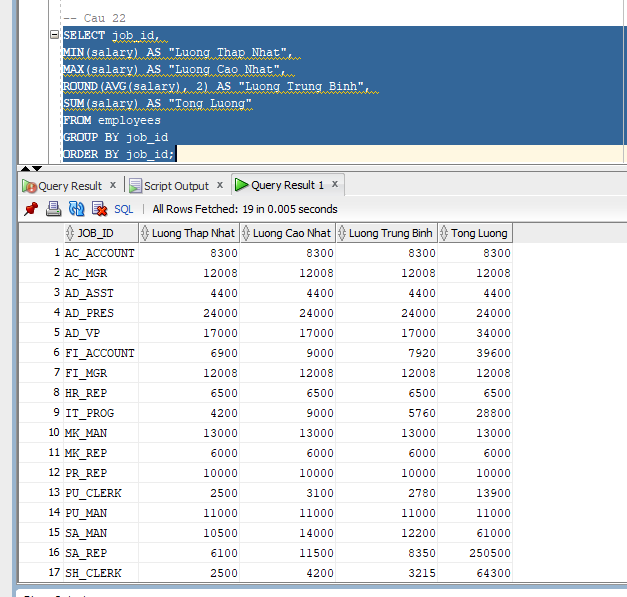 -- Cau 22
SELECT job_id,
MIN(salary) AS "Luong Thap Nhat",
MAX(salary) AS "Luong Cao Nhat",
ROUND(AVG(salary), 2) AS "Luong Trung Binh",
SUM(salary) AS "Tong Luong"
FROM employees
GROUP BY job_id
ORDER BY job_id;
Query Result x Script Output x Query Result 1 x
SQL | All Rows Fetched: 19 in 0.005 seconds
JOB_ID Luong Thap Nhat Luong Cao Nhat Luong Trung Binh Tong Luong
1 AC_ACCOUNT 8300 8300 8300 8300
2 AC_MGR 12008 12008 12008 12008
3 AD_ASST 4400 4400 4400 4400
4 AD_PRES 24000 24000 24000 24000
5 AD_VP 17000 17000 17000 34000
6 FI_ACCOUNT 6900 9000 7920 39600
7 FI_MGR 12008 12008 12008 12008
8 HR_REP 6500 6500 6500 6500
9 IT_PROG 4200 9000 5760 28800
10 MK_MAN 13000 13000 13000 13000
11 MK_REP 6000 6000 6000 6000
12 PR_REP 10000 10000 10000 10000
13 PU_CLERK 2500 3100 2780 13900
14 PU_MAN 11000 11000 11000 11000
15 SA_MAN 10500 14000 12200 61000
16 SA_REP 6100 11500 8350 250500
17 SH_CLERK 2500 4200 3215 64300